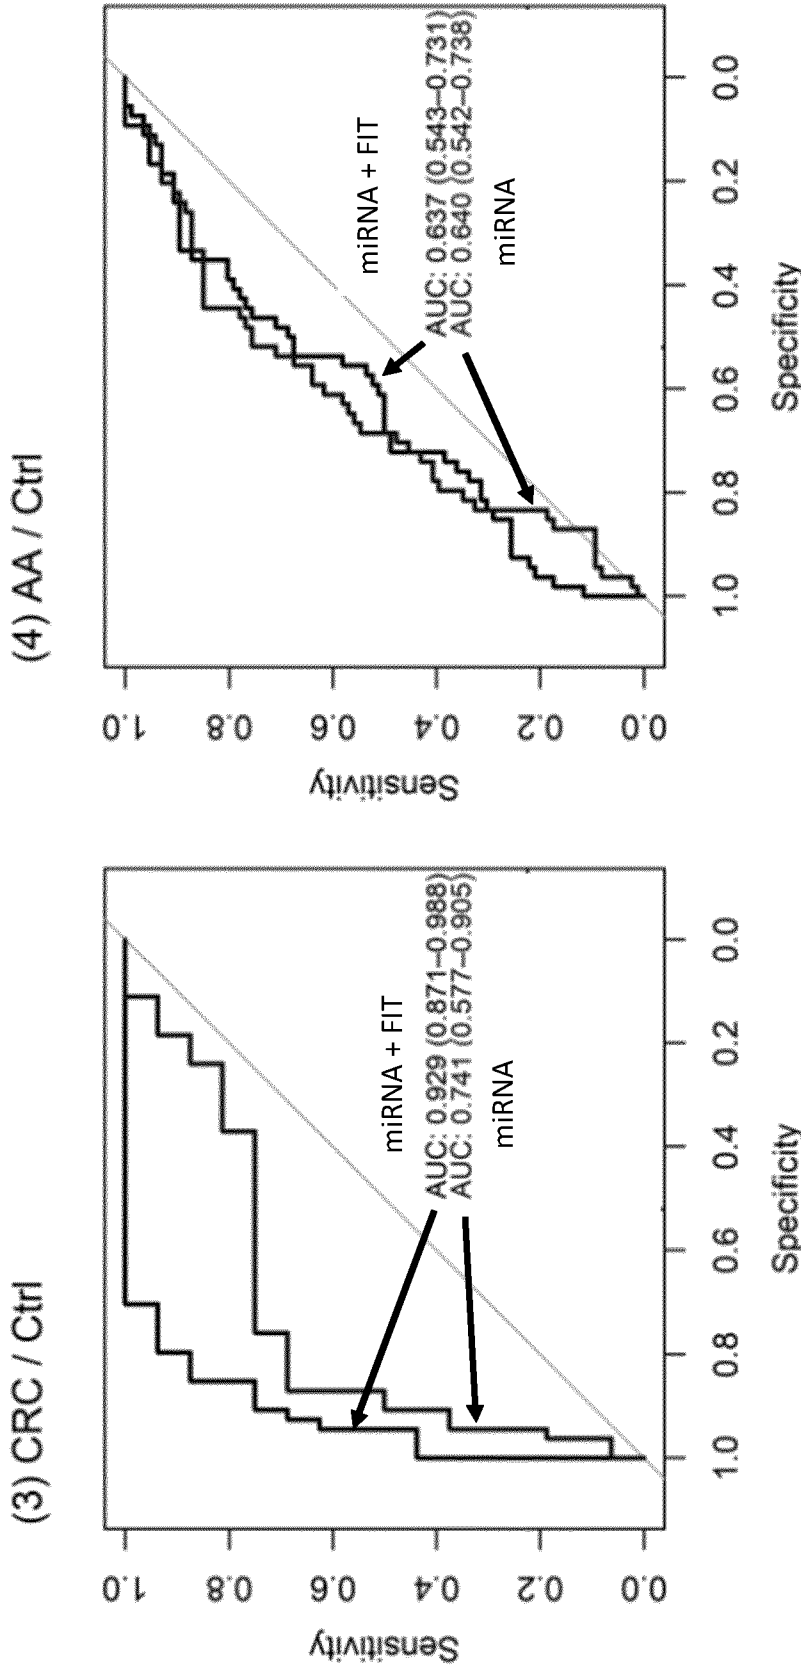 (3) CRC / Ctrl
Sensitivity
1.0
0.8
0.6
0.4
0.2
0.0
miRNA + FIT
AUC: 0.929 (0.871–0.988)
AUC: 0.741 (0.577–0.905)
miRNA
1.0 0.8 0.6 0.4 0.2 0.0
Specificity
(4) AA / Ctrl
Sensitivity
1.0
0.8
0.6
0.4
0.2
0.0
miRNA + FIT
AUC: 0.637 (0.543–0.731)
AUC: 0.640 (0.542–0.738)
miRNA
1.0 0.8 0.6 0.4 0.2 0.0
Specificity